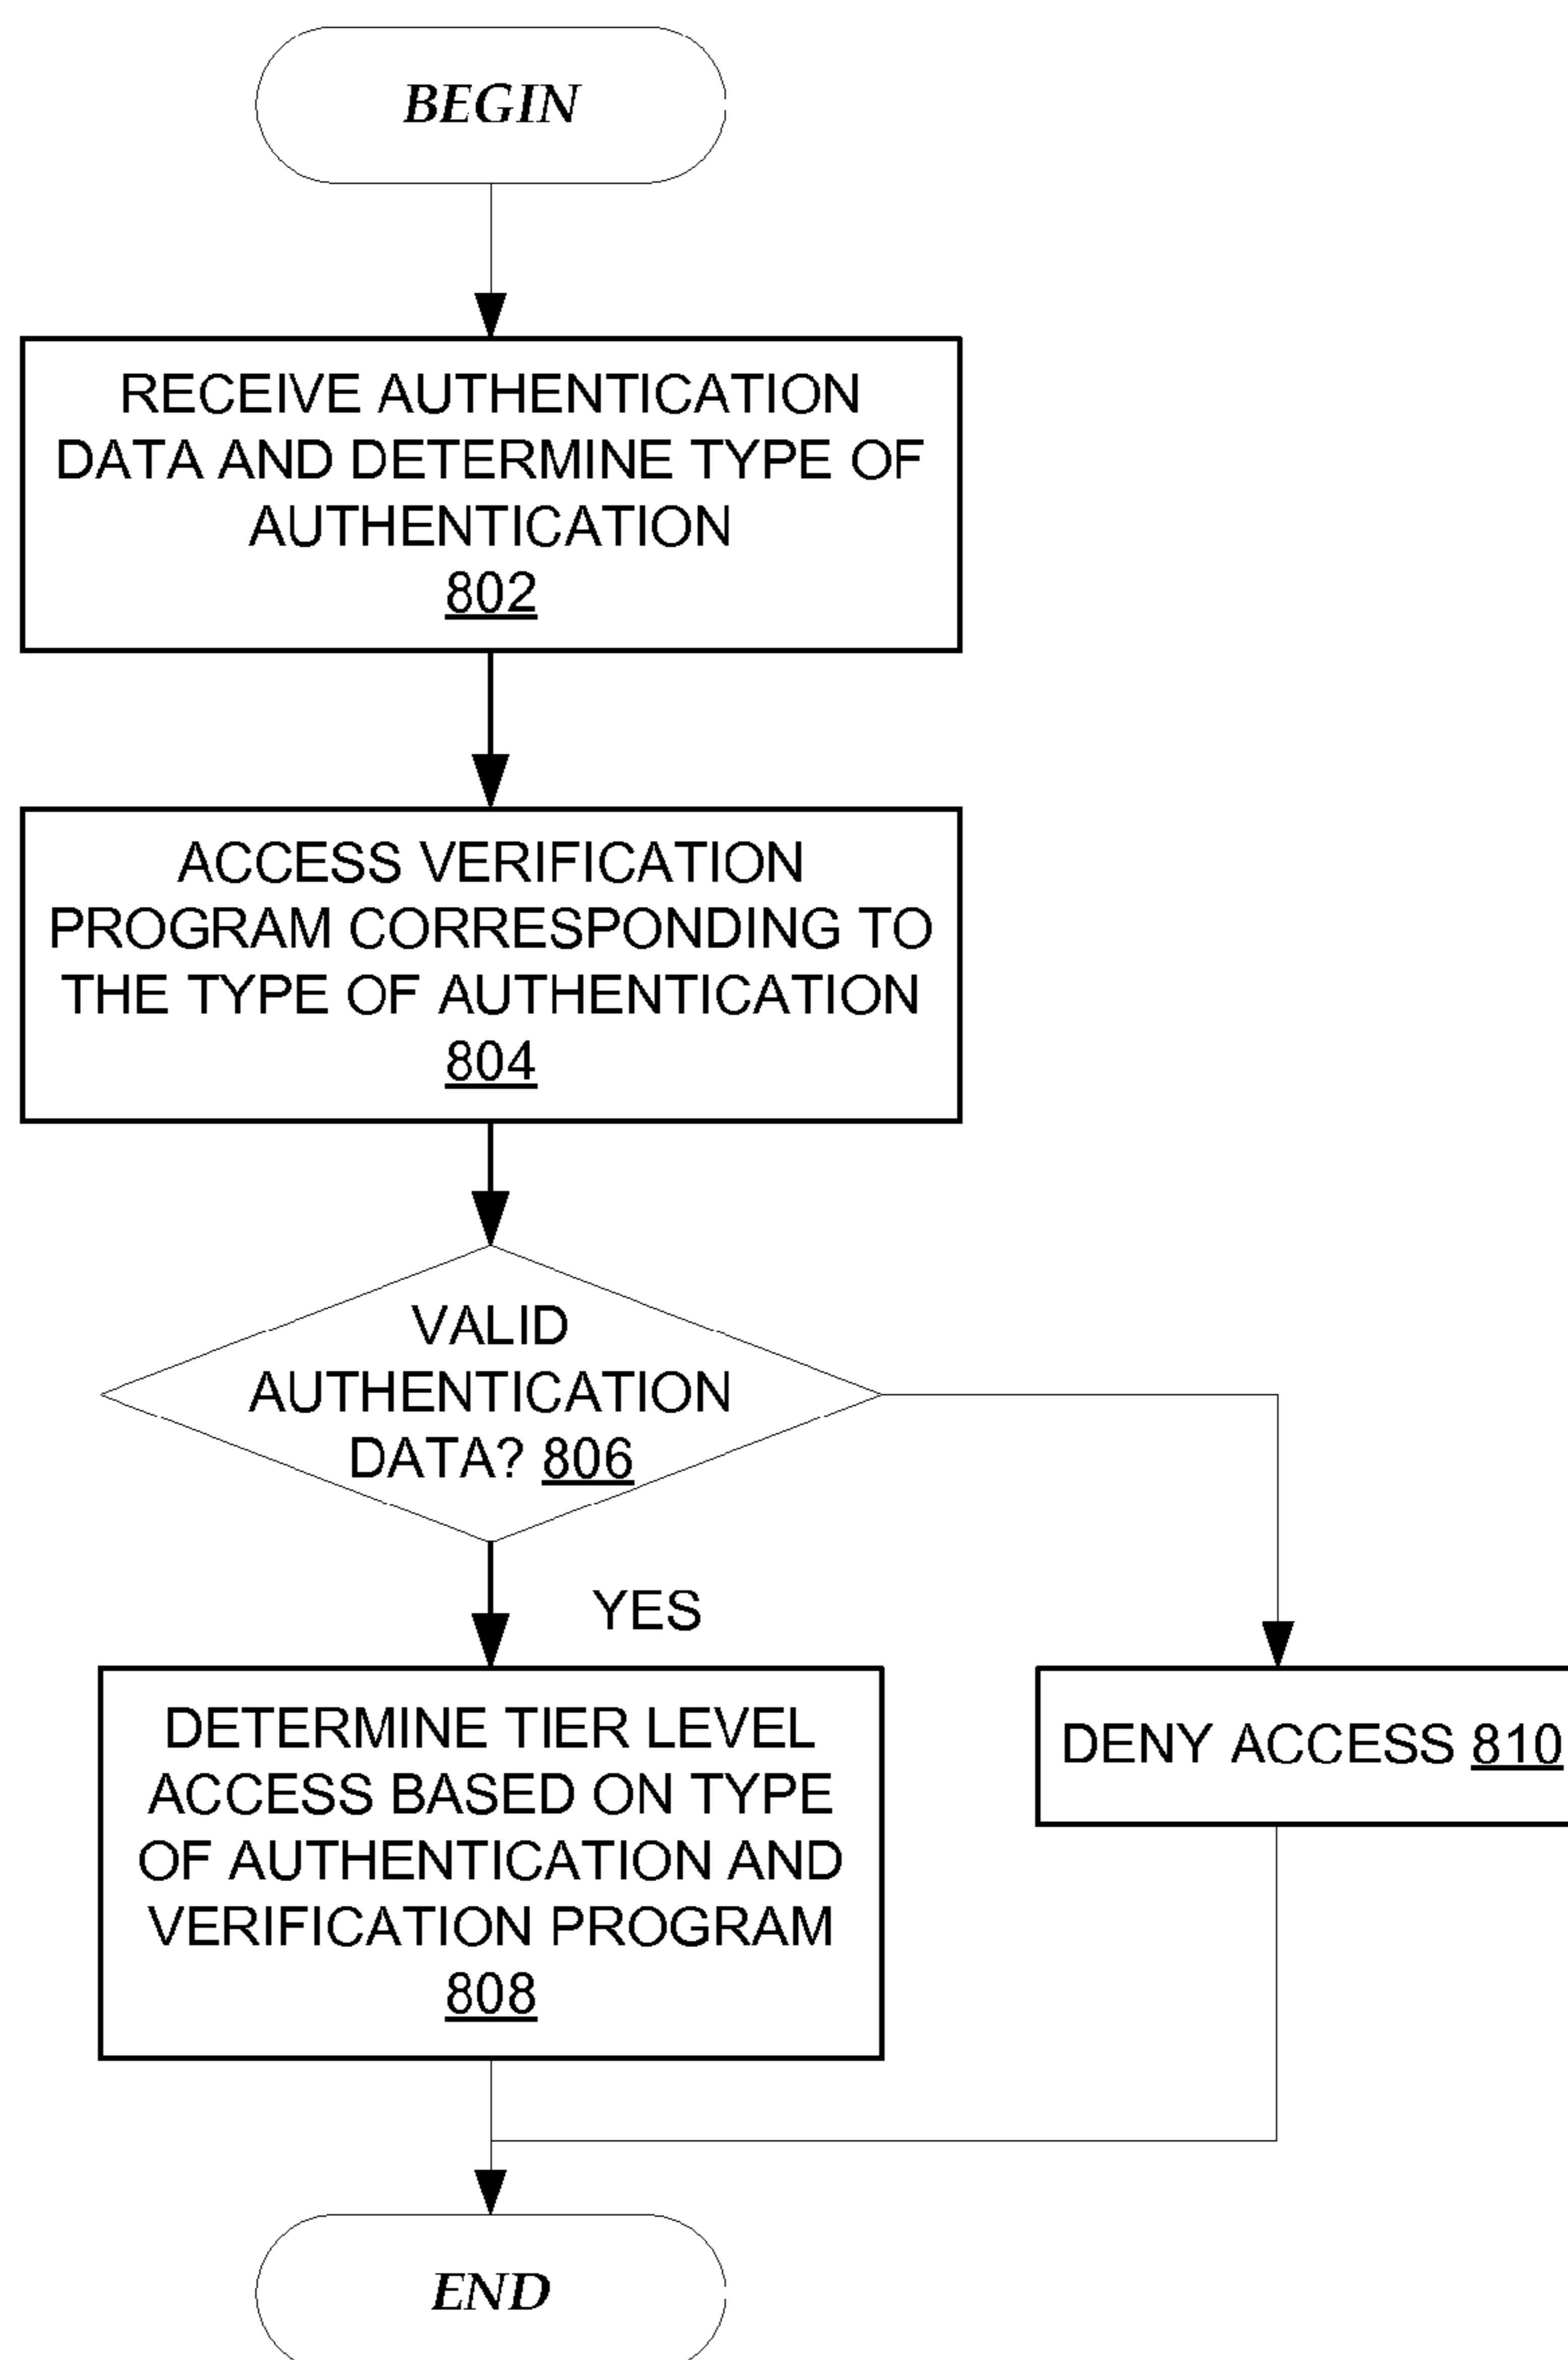 BEGIN
RECEIVE AUTHENTICATION
DATA AND DETERMINE TYPE OF
AUTHENTICATION
802
ACCESS VERIFICATION
PROGRAM CORRESPONDING TO
THE TYPE OF AUTHENTICATION
804
VALID
AUTHENTICATION
DATA? 806
YES
DETERMINE TIER LEVEL
ACCESS BASED ON TYPE
OF AUTHENTICATION AND
VERIFICATION PROGRAM
808
DENY ACCESS 810
END